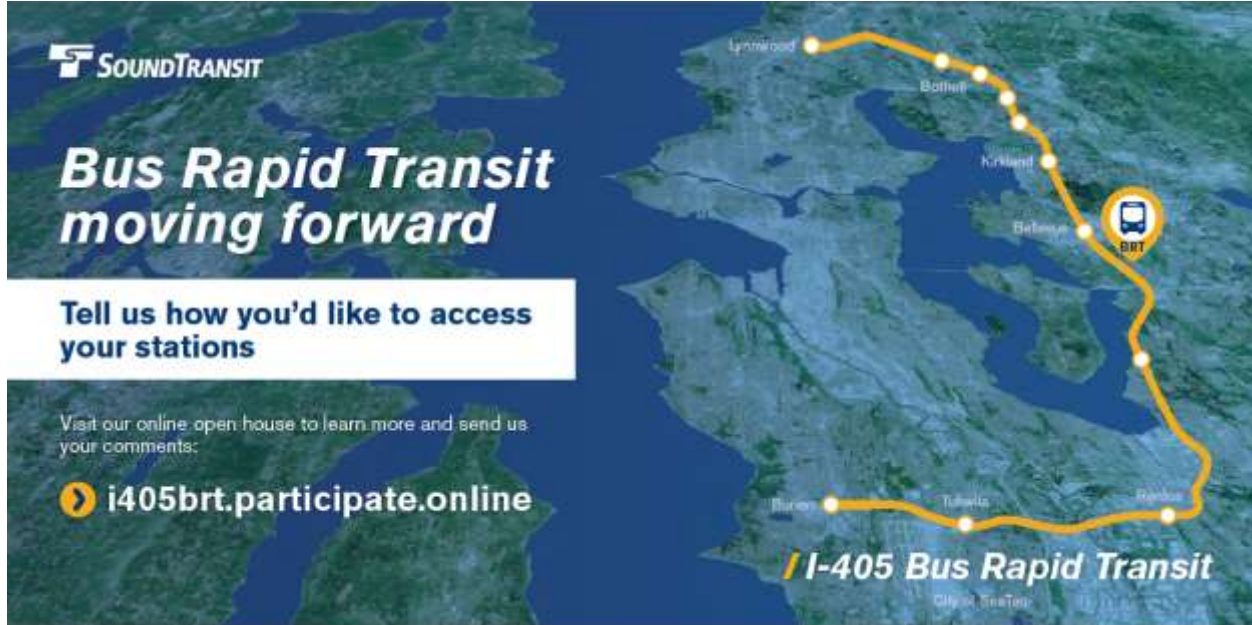 SOUNDTRANSIT
Bus Rapid Transit
moving forward
Tell us how you'd like to access
your stations
Visit our online open house to learn more and send us
your comments:
i405brt.participate.online
Lynnwood
Bothell
Kirkland
Bellevue
BRT
Renton
Tukwila
Burien
/ I-405 Bus Rapid Transit
City of SeaTac